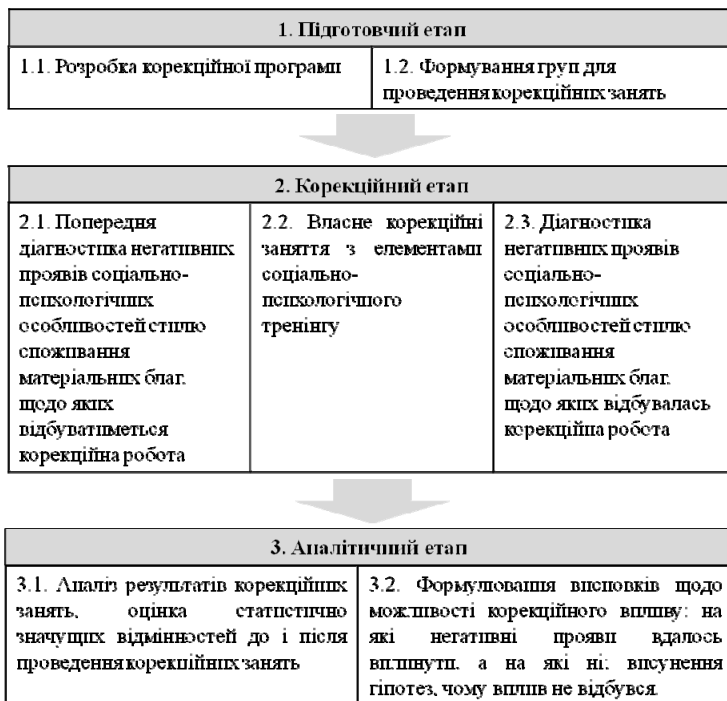 1. Підготовчий етап
1.1. Розробка корекційної програми
1.2. Формування груп для
проведення корекційних занять
2. Корекційний етап
2.1. Попередня
діагностика негативних
проявів соціально-
психологічних
особливостей стилю
споживання
матеріальних благ,
щодо яких
відбуватиметься
корекційна робота
2.2. Власне корекційні
заняття з елементами
соціально-
психологічного
тренінгу
2.3. Діагностика
негативних проявів
соціально-
психологічних
особливостей стилю
споживання
матеріальних благ,
щодо яких відбувалась
корекційна робота
3. Аналітичний етап
3.1. Аналіз результатів корекційних
занять, оцінка статистично
значущих відмінностей до і після
проведення корекційних занять
3.2. Формулювання висновків щодо
можливості корекційного впливу: на
які негативні прояви вдалось
вплинути, а на які ні; висунення
гіпотез, чому вплив не відбувся.